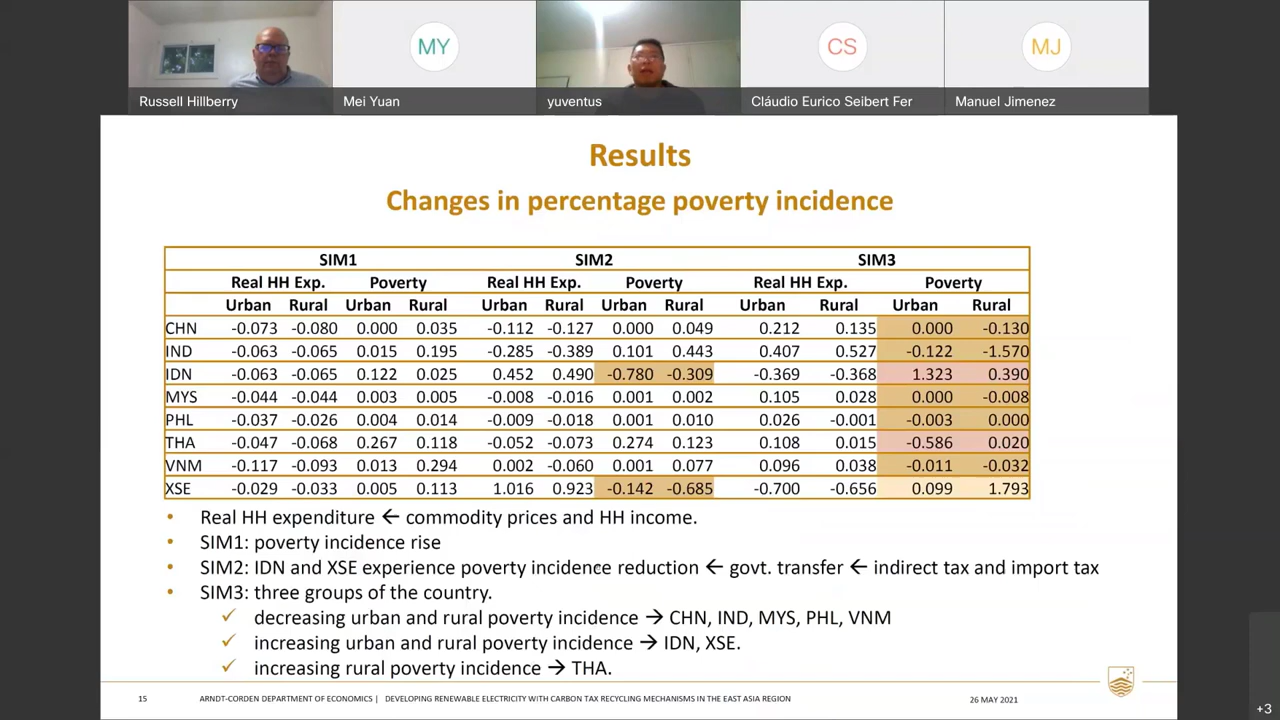 MY
CS
MJ
Russell Hillberry
Mei Yuan
yuventus
Cláudio Eurico Seibert Fer
Manuel Jimenez
Results
Changes in percentage poverty incidence
SIM1 SIM2 SIM3
Real HH Exp. Poverty Real HH Exp. Poverty Real HH Exp. Poverty
Urban Rural Urban Rural Urban Rural Urban Rural Urban Rural Urban Rural
CHN -0.073 -0.080 0.000 0.035 -0.112 -0.127 0.000 0.049 0.212 0.135 0.000 -0.130
IND -0.063 -0.065 0.015 0.195 -0.285 -0.389 0.101 0.443 0.407 0.527 -0.122 -1.570
IDN -0.063 -0.065 0.122 0.025 0.452 0.490 -0.780 -0.309 -0.369 -0.368 1.323 0.390
MYS -0.044 -0.044 0.003 0.005 -0.008 -0.016 0.001 0.002 0.105 0.028 0.000 -0.008
PHL -0.037 -0.026 0.004 0.014 -0.009 -0.018 0.001 0.010 0.026 -0.001 -0.003 0.000
THA -0.047 -0.068 0.267 0.118 -0.052 -0.073 0.274 0.123 0.108 0.015 -0.586 0.020
VNM -0.117 -0.093 0.013 0.294 0.002 -0.060 0.001 0.077 0.096 0.038 -0.011 -0.032
XSE -0.029 -0.033 0.005 0.113 1.016 0.923 -0.142 -0.685 -0.700 -0.656 0.099 1.793
• Real HH expenditure ← commodity prices and HH income.
• SIM1: poverty incidence rise
• SIM2: IDN and XSE experience poverty incidence reduction ← govt. transfer ← indirect tax and import tax
• SIM3: three groups of the country.
✓ decreasing urban and rural poverty incidence → CHN, IND, MYS, PHL, VNM
✓ increasing urban and rural poverty incidence → IDN, XSE.
✓ increasing rural poverty incidence → THA.
15 ARNDT-CORDEN DEPARTMENT OF ECONOMICS | DEVELOPING RENEWABLE ELECTRICITY WITH CARBON TAX RECYCLING MECHANISMS IN THE EAST ASIA REGION 26 MAY 2021
+3